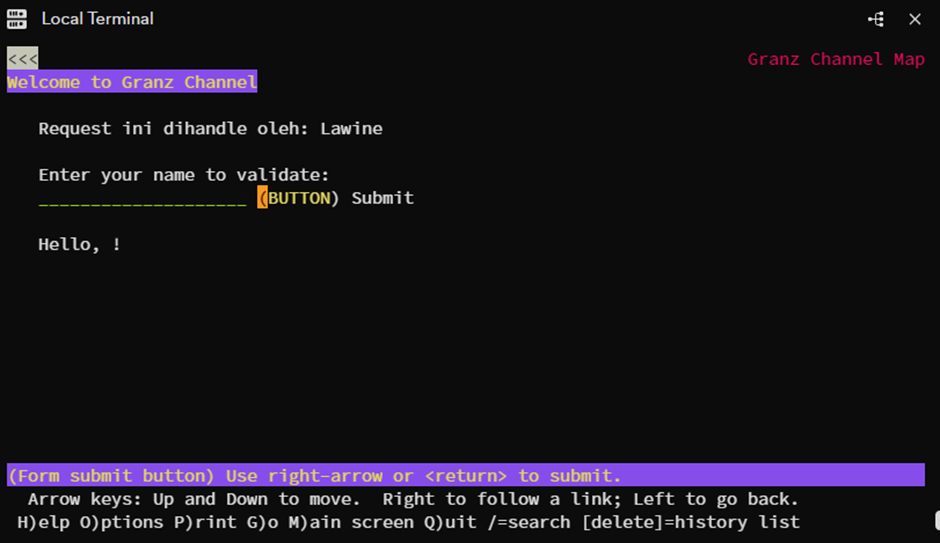 Local Terminal
<<<
Granz Channel Map
Welcome to Granz Channel
Request ini dihandle oleh: Lawine
Enter your name to validate:
____________________ (BUTTON) Submit
Hello, !
(Form submit button) Use right-arrow or <return> to submit.
Arrow keys: Up and Down to move.  Right to follow a link; Left to go back.
H)elp O)ptions P)rint G)o M)ain screen Q)uit /=search [delete]=history list